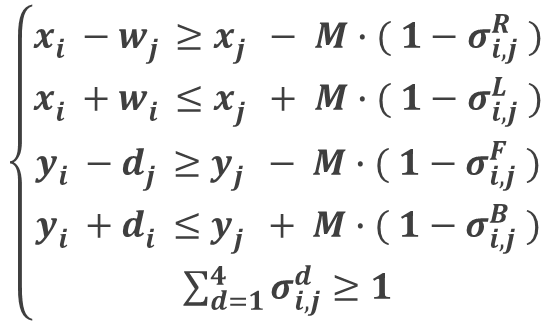 x_i − w_j ≥ x_j − M · ( 1 − σ^R_{i,j} )
x_i + w_i ≤ x_j + M · ( 1 − σ^L_{i,j} )
y_i − d_j ≥ y_j − M · ( 1 − σ^F_{i,j} )
y_i + d_i ≤ y_j + M · ( 1 − σ^B_{i,j} )
∑^4_{d=1} σ^d_{i,j} ≥ 1